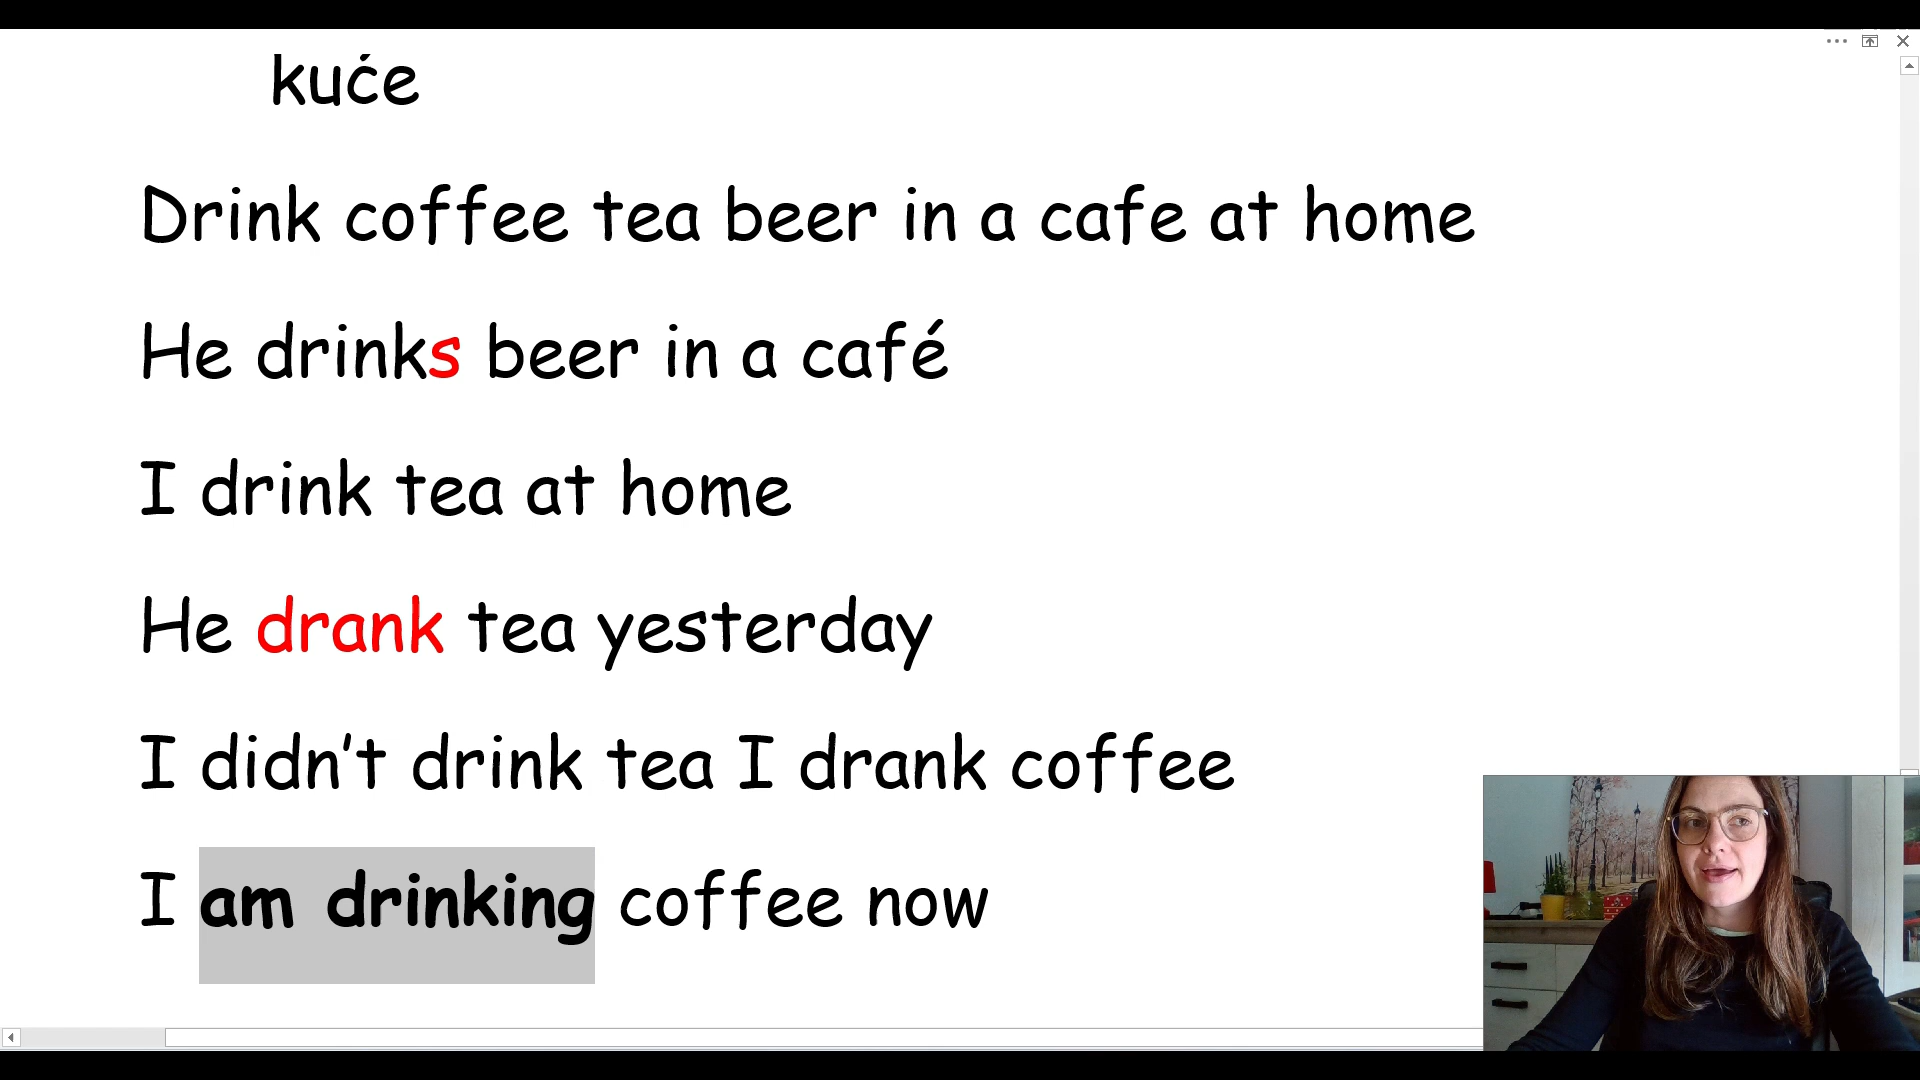 kuće
Drink coffee tea beer in a cafe at home
He drinks beer in a café
I drink tea at home
He drank tea yesterday
I didn’t drink tea I drank coffee
I am drinking coffee now